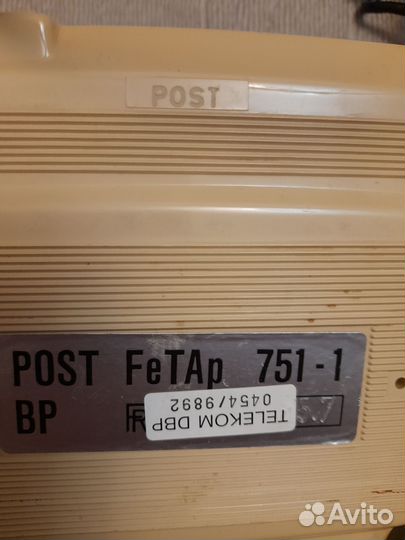 POST
POST FeTAp 751-1
BP
TELEKOM DBP
0454/9892
Avito